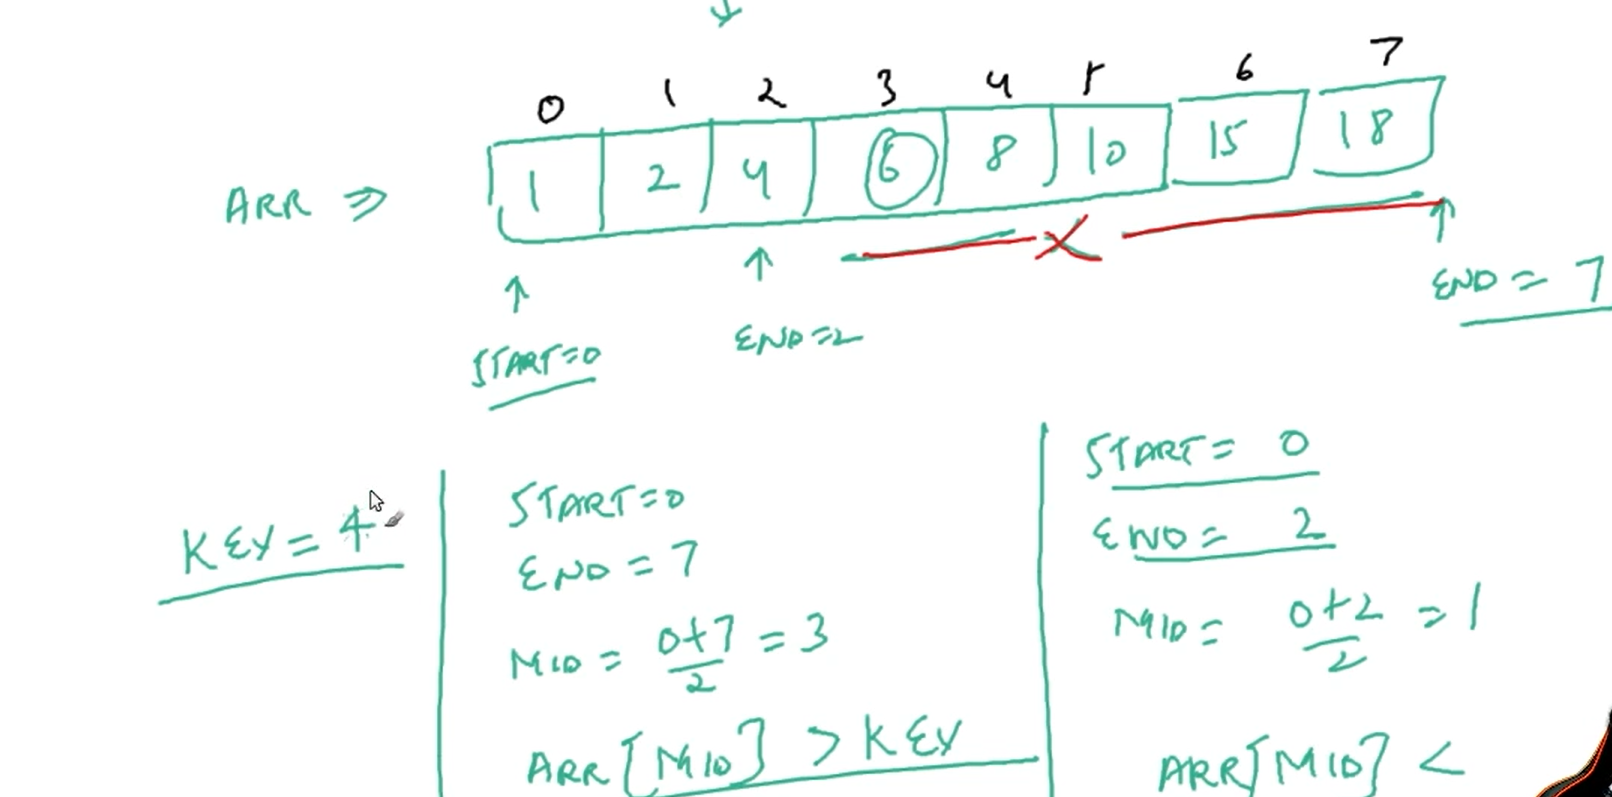 0 1 2 3 4 5 6 7
ARR ⇒ 1 2 4 6 8 10 15 18
START=0
END=2
END = 7
KEY = 4
START=0
END = 7
MID = 0+7/2 = 3
ARR[MID] > KEY
START= 0
END= 2
MID= 0+2/2 = 1
ARR[MID] <